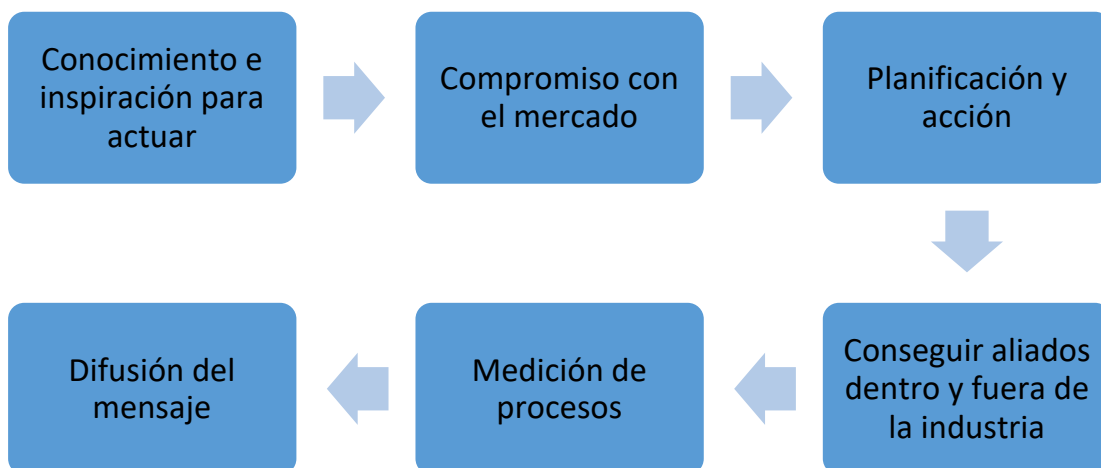 Conocimiento e
inspiración para
actuar
Compromiso con
el mercado
Planificación y
acción
Conseguir aliados
dentro y fuera de
la industria
Medición de
procesos
Difusión del
mensaje